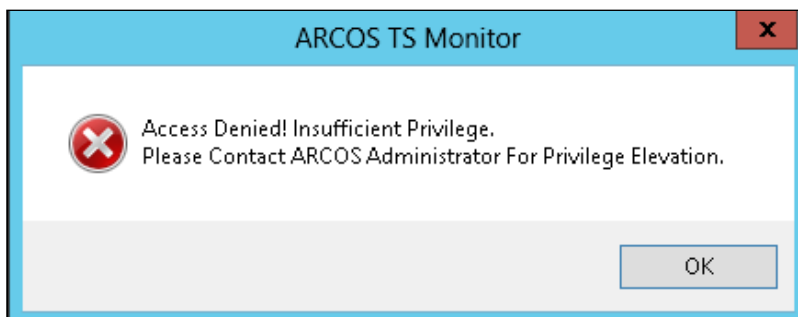 ARCOS TS Monitor
x
Access Denied! Insufficient Privilege.
Please Contact ARCOS Administrator For Privilege Elevation.
OK